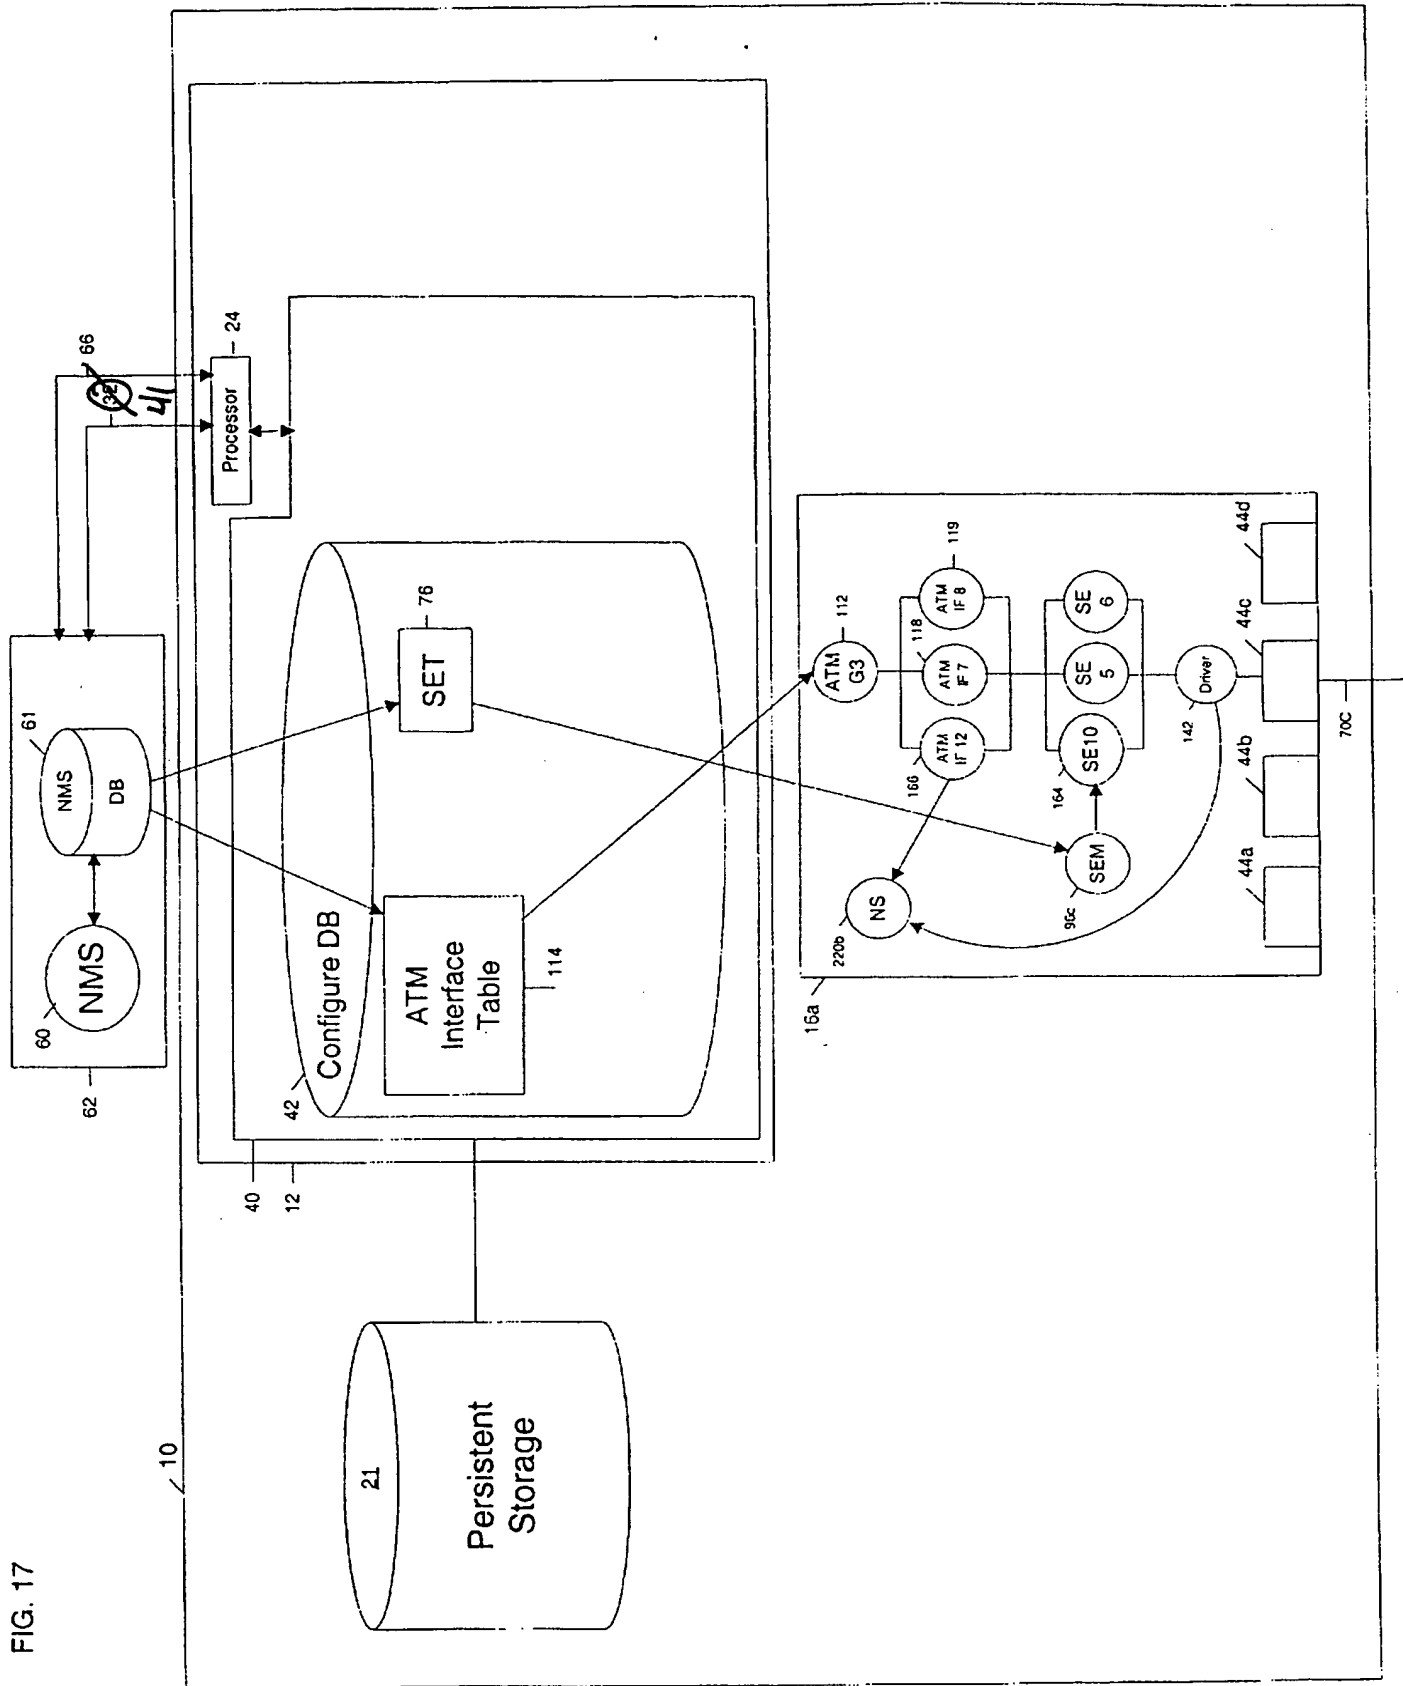 FIG. 17
10
21
Persistent
Storage
62
60
NMS
61
NMS
DB
66
32
41
24
Processor
40
12
42
Configure DB
ATM
Interface
Table
114
76
SET
16a
112
ATM
G3
166
ATM
IF 12
118
ATM
IF 7
119
ATM
IF 8
220b
NS
96c
SEM
164
SE10
SE
5
SE
6
142
Driver
44a
44b
44c
44d
70C